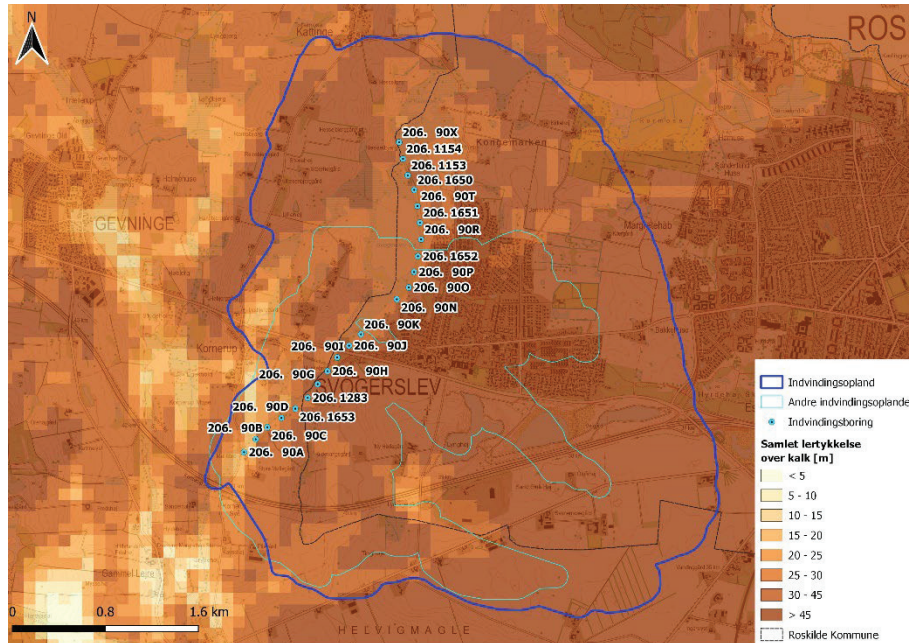 N
Kattinge
ROS
206. 90X
206. 1154
Kongemarken
206. 1153
206. 1650
206. 90T
206. 1651
GEVNINGE
206. 90R
206. 1652
206. 90P
206. 90O
206. 90N
206. 90K
Kornerup
206. 90I
206. 90J
206. 90G
206. 90H
SVOGERSLEV
206. 1283
206. 90D
206. 1653
206. 90B
206. 90C
206. 90A
Gammel Lejre
0 0.8 1.6 km
Indvindingsopland
Andre indvindingsoplande
Indvindingsboring
Samlet lertykkelse
over kalk [m]
< 5
5 - 10
10 - 15
15 - 20
20 - 25
25 - 30
30 - 45
> 45
Roskilde Kommune